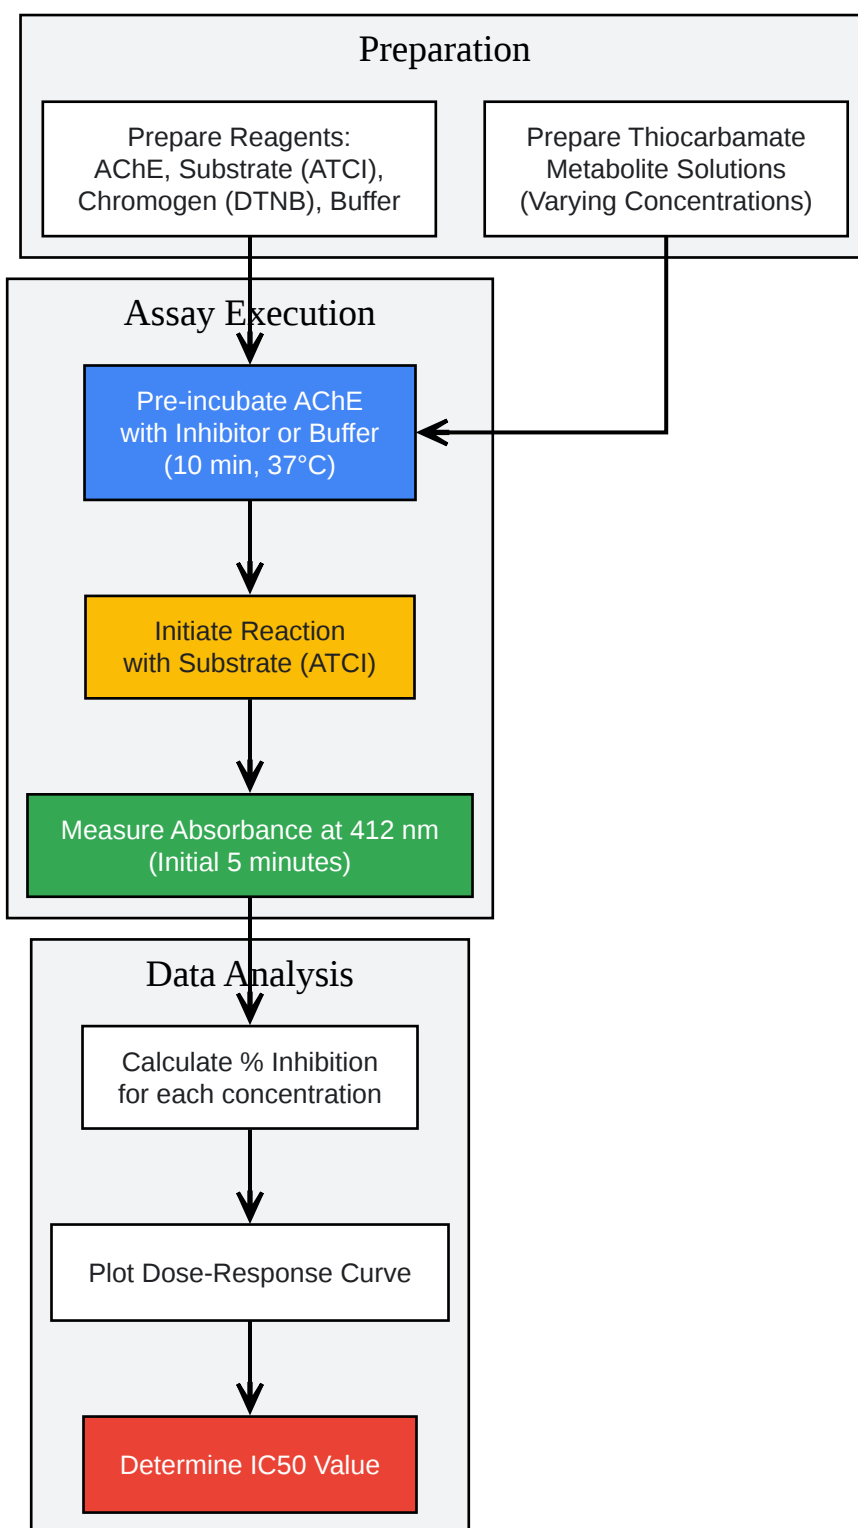 Preparation
Prepare Reagents:
AChE, Substrate (ATCI),
Chromogen (DTNB), Buffer
Prepare Thiocarbamate
Metabolite Solutions
(Varying Concentrations)
Assay Execution
Pre-incubate AChE
with Inhibitor or Buffer
(10 min, 37°C)
Initiate Reaction
with Substrate (ATCI)
Measure Absorbance at 412 nm
(Initial 5 minutes)
Data Analysis
Calculate % Inhibition
for each concentration
Plot Dose-Response Curve
Determine IC50 Value